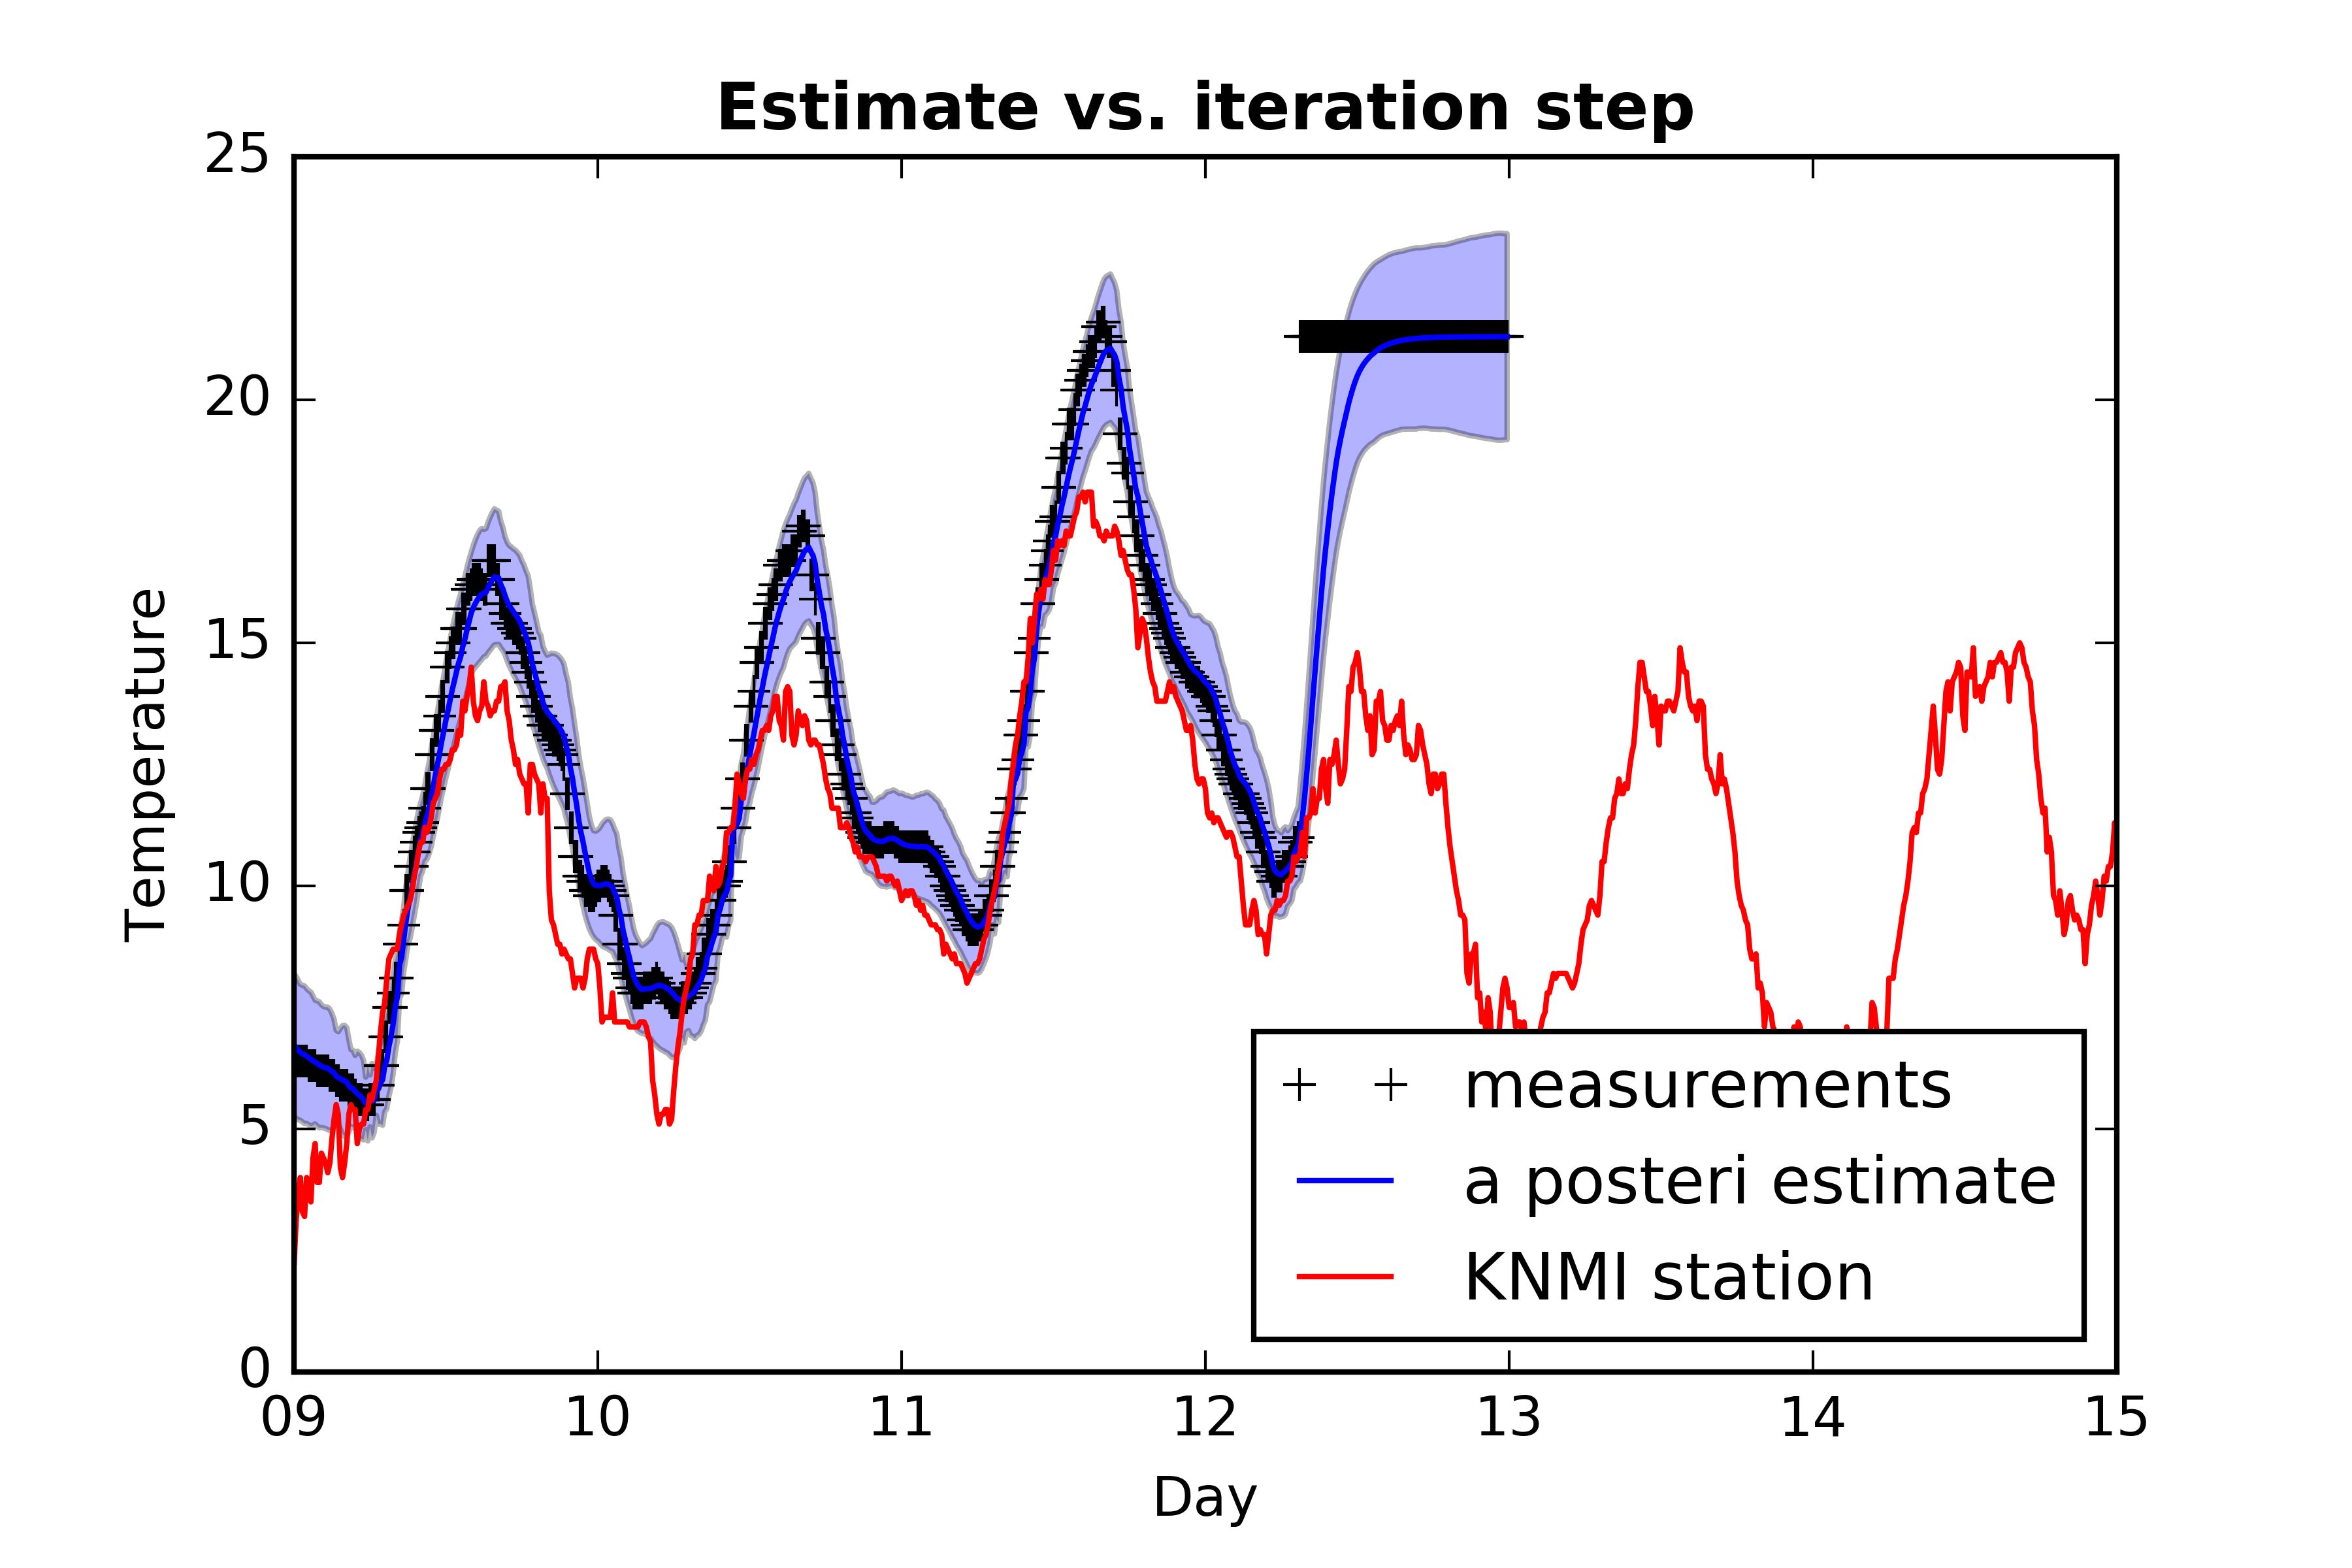 Estimate vs. iteration step
25
20
15
10
5
0
Temperature
measurements
a posteri estimate
KNMI station
09 10 11 12 13 14 15
Day